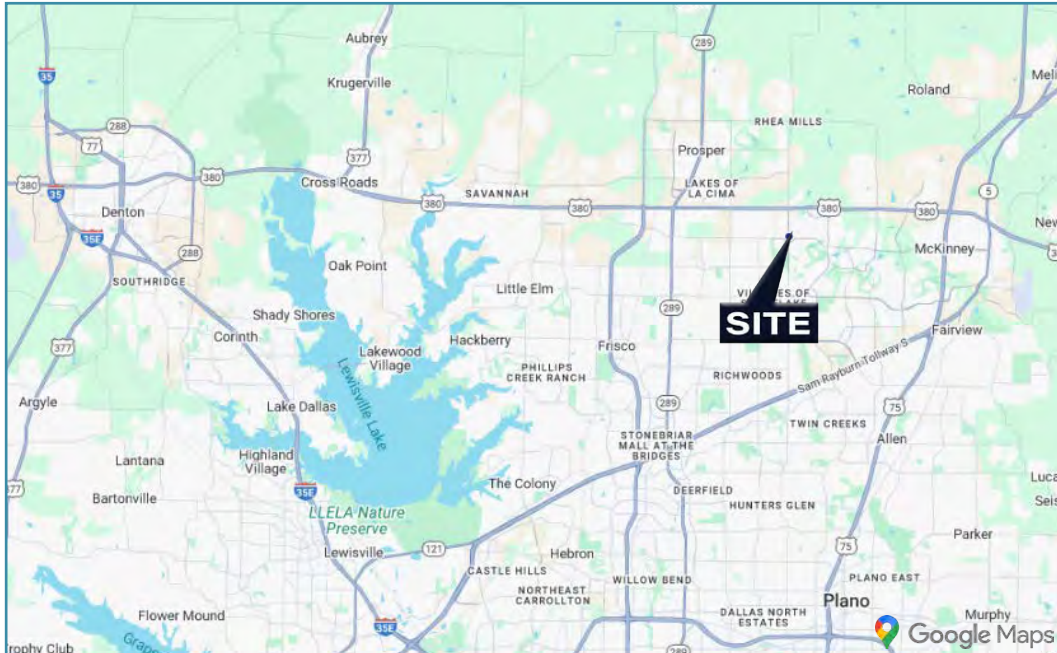 Aubrey
289
35
Krugerville
Roland
288
RHEA MILLS
77
Prosper
377
380
Cross Roads
380
35
SAVANNAH
LAKES OF
LA CIMA
5
380
380
380
380
Denton
35E
McKinney
288
Oak Point
SOUTHRIDGE
Little Elm
SITE
Shady Shores
289
Corinth
Hackberry
Fairview
377
Lakewood
Village
Frisco
PHILLIPS
CREEK RANCH
RICHWOODS
Sam Rayburn Tollway S
Lewisville Lake
Argyle
Lake Dallas
289
75
TWIN CREEKS
Allen
STONEBRIAR
MALL AT THE
BRIDGES
Highland
Village
Lantana
35E
The Colony
DEERFIELD
Bartonville
HUNTERS GLEN
LLELA Nature
Preserve
Parker
Lewisville
121
Hebron
75
CASTLE HILLS
WILLOW BEND
PLANO EAST
NORTHEAST
CARROLLTON
Plano
Flower Mound
DALLAS NORTH
ESTATES
Murphy
35E
Google Maps
289